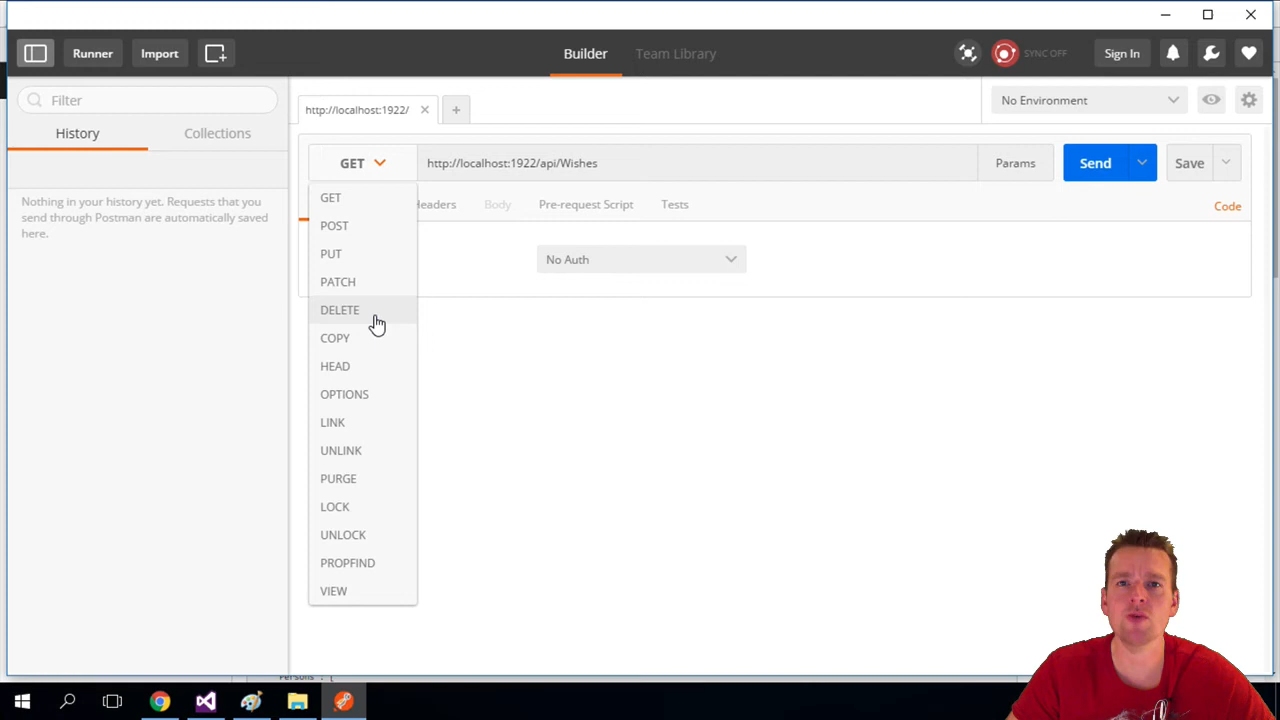 Runner
Import
Builder
Team Library
SYNC OFF
Sign In
Filter
History
Collections
Nothing in your history yet. Requests that you
send through Postman are automatically saved
here.
http://localhost:1922/
No Environment
GET
http://localhost:1922/api/Wishes
Params
Send
Save
eaders
Body
Pre-request Script
Tests
Code
No Auth
GET
POST
PUT
PATCH
DELETE
COPY
HEAD
OPTIONS
LINK
UNLINK
PURGE
LOCK
UNLOCK
PROPFIND
VIEW